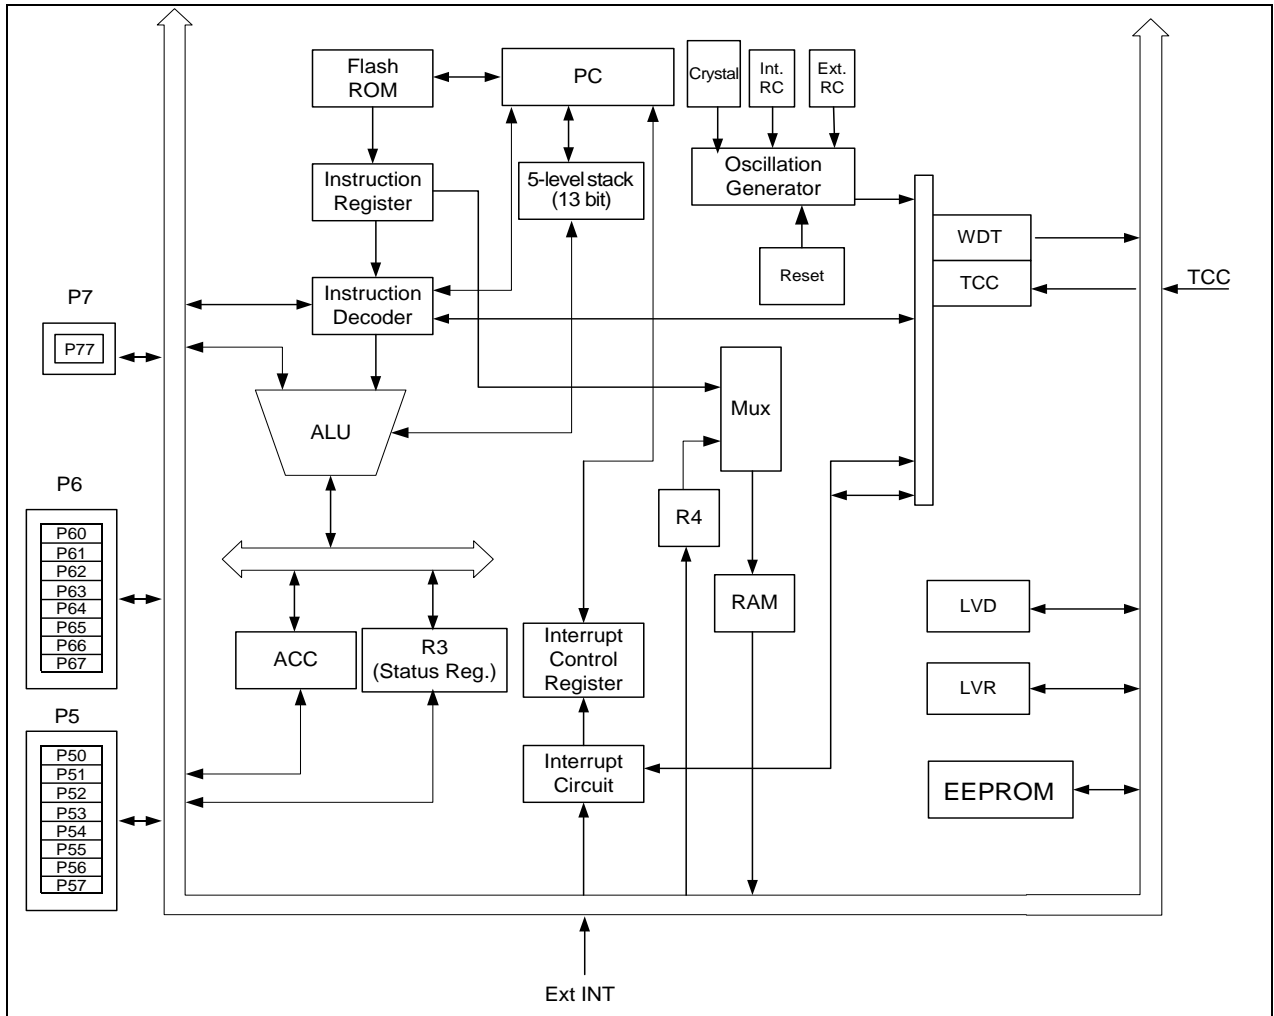 Flash
ROM
PC
Crystal
Int.
RC
Ext.
RC
Instruction
Register
5-level stack
(13 bit)
Oscillation
Generator
WDT
Reset
TCC
TCC
Instruction
Decoder
P7
P77
Mux
ALU
P6
P60
P61
P62
P63
P64
P65
P66
P67
R4
RAM
LVD
ACC
R3
(Status Reg.)
Interrupt
Control
Register
LVR
P5
P50
P51
P52
P53
P54
P55
P56
P57
Interrupt
Circuit
EEPROM
Ext INT